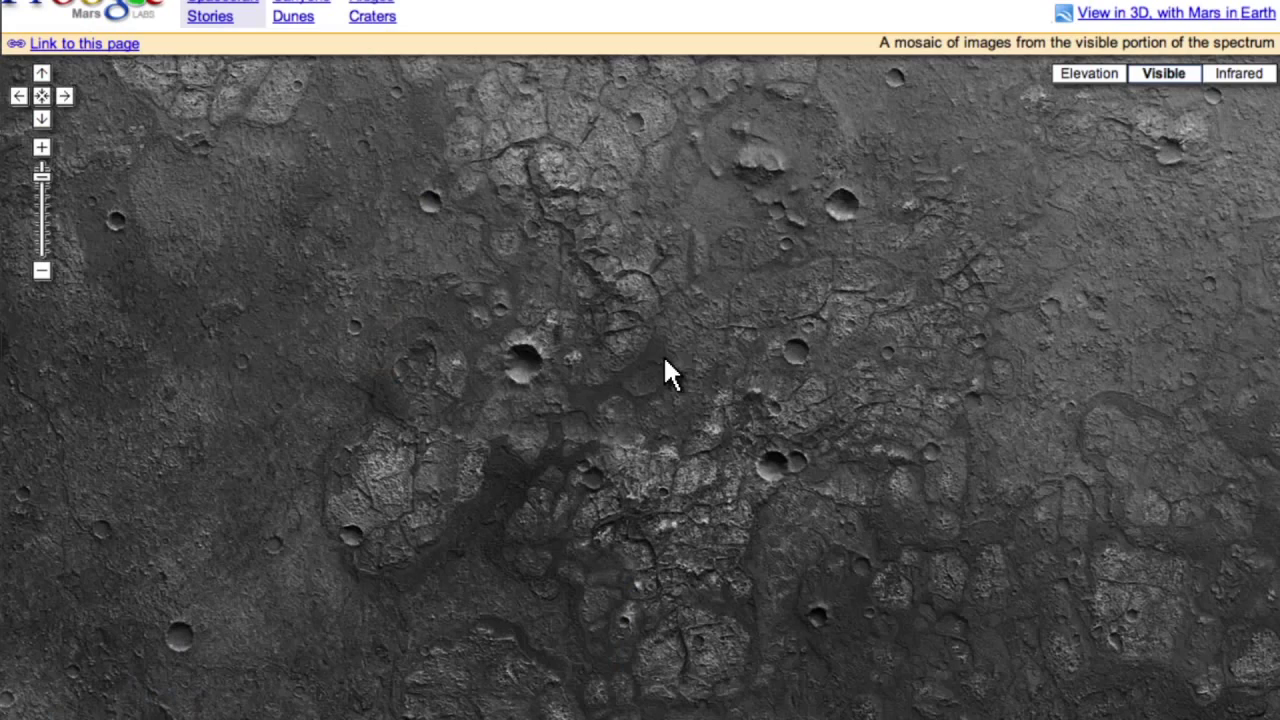 Mars LABS
Stories Dunes Craters
View in 3D, with Mars in Earth
Link to this page
A mosaic of images from the visible portion of the spectrum
Elevation Visible Infrared